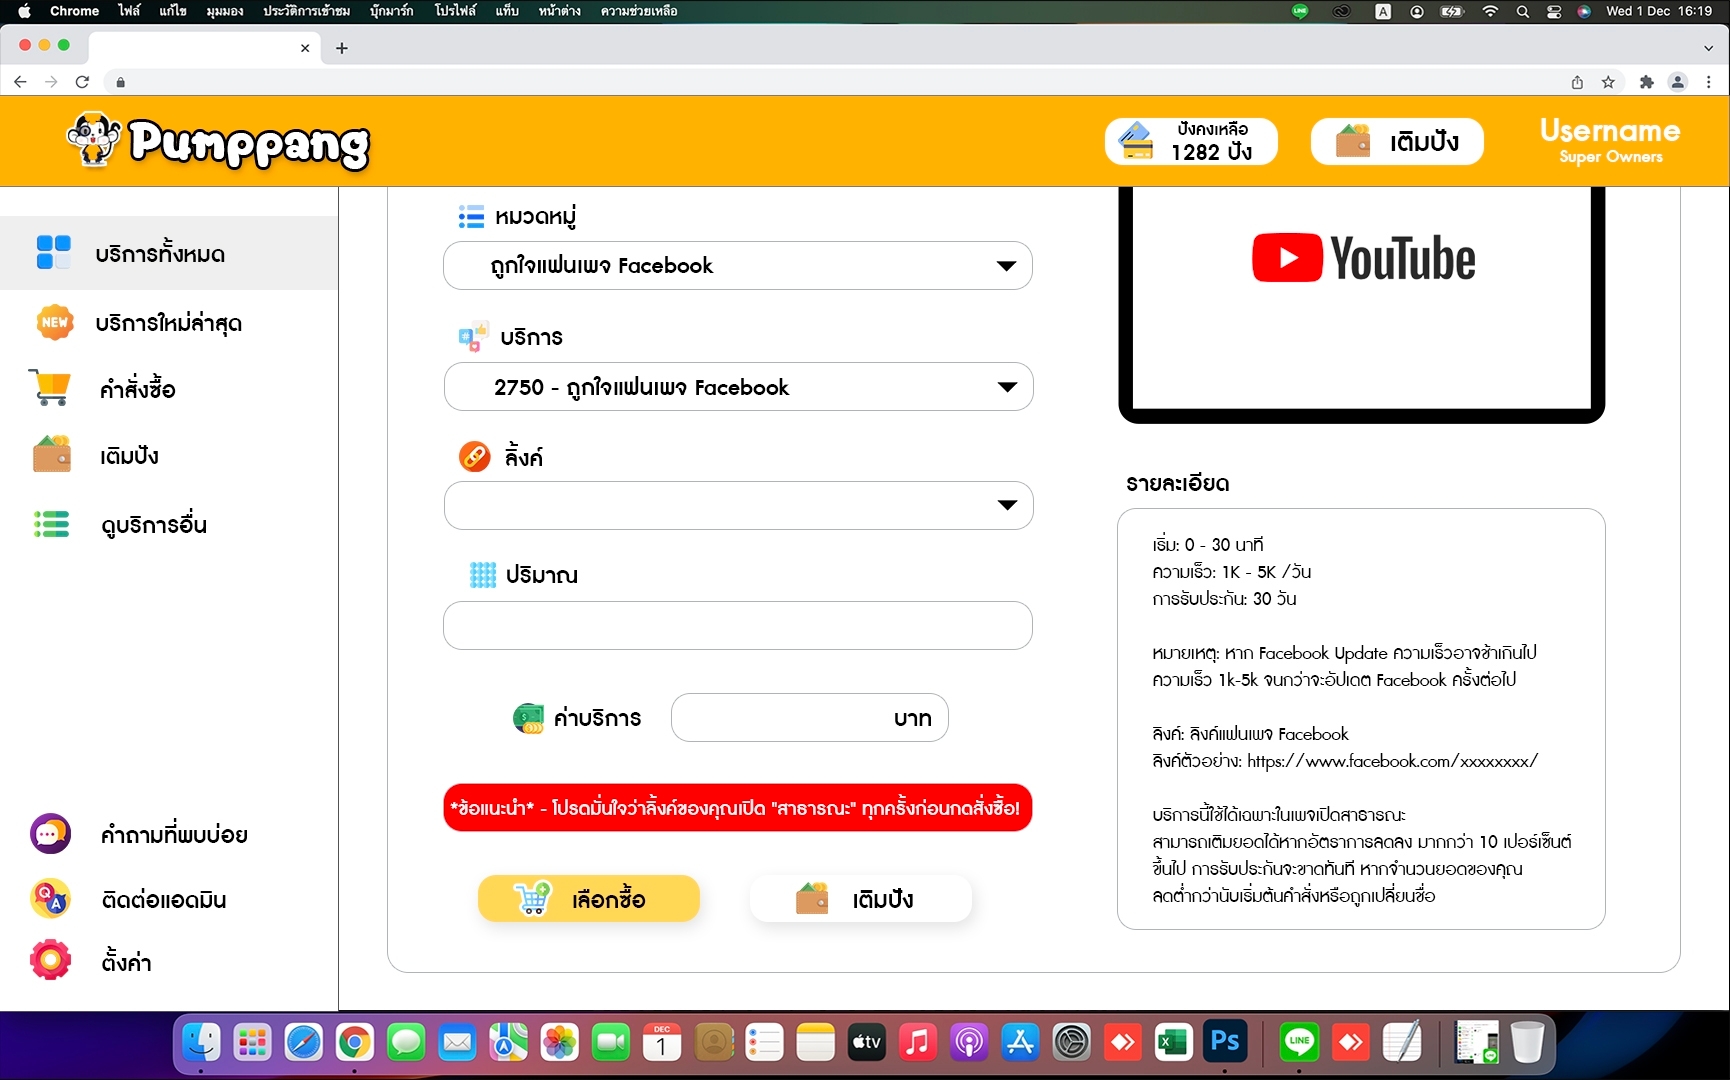 Chrome ไฟล์ แก้ไข มุมมอง ประวัติการเข้าชม บุ๊กมาร์ก โปรไฟล์ แท็บ หน้าต่าง ความช่วยเหลือ LINE A Wed 1 Dec 16:19
Pumppang
ปังคงเหลือ
1282 ปัง
เติมปัง
Username
Super Owners
บริการทั้งหมด
NEW บริการใหม่ล่าสุด
คำสั่งซื้อ
เติมปัง
ดูบริการอื่น
คำถามที่พบบ่อย
Q A ติดต่อแอดมิน
ตั้งค่า
หมวดหมู่
ถูกใจแฟนเพจ Facebook
บริการ
2750 - ถูกใจแฟนเพจ Facebook
ลิ้งค์
ปริมาณ
ค่าบริการ บาท
*ข้อแนะนำ* - โปรดมั่นใจว่าลิ้งค์ของคุณเปิด "สาธารณะ" ทุกครั้งก่อนกดสั่งซื้อ!
เลือกซื้อ เติมปัง
YouTube
รายละเอียด
เริ่ม: 0 - 30 นาที
ความเร็ว: 1K - 5K /วัน
การรับประกัน: 30 วัน
หมายเหตุ: หาก Facebook Update ความเร็วอาจช้าเกินไป
ความเร็ว 1k-5k จนกว่าจะอัปเดต Facebook ครั้งต่อไป
ลิงค์: ลิงค์แฟนเพจ Facebook
ลิงค์ตัวอย่าง: https://www.facebook.com/xxxxxxxx/
บริการนี้ใช้ได้เฉพาะในเพจเปิดสาธารณะ
สามารถเติมยอดได้หากอัตราการลดลง มากกว่า 10 เปอร์เซ็นต์
ขึ้นไป การรับประกันจะขาดทันที หากจำนวนยอดของคุณ
ลดต่ำกว่านับเริ่มต้นคำสั่งหรือถูกเปลี่ยนชื่อ
DEC
1
tv
Ps
LINE